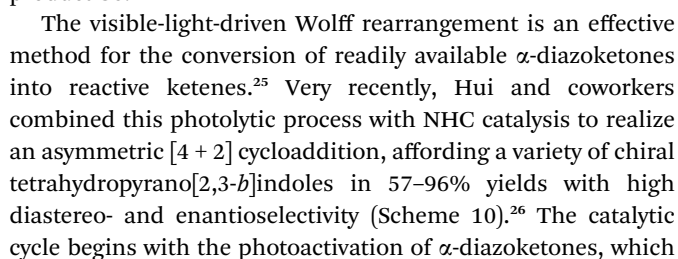 The visible-light-driven Wolff rearrangement is an effective
method for the conversion of readily available α-diazoketones
into reactive ketenes.²⁵ Very recently, Hui and coworkers
combined this photolytic process with NHC catalysis to realize
an asymmetric [4 + 2] cycloaddition, affording a variety of chiral
tetrahydropyrano[2,3-b]indoles in 57–96% yields with high
diastereo- and enantioselectivity (Scheme 10).²⁶ The catalytic
cycle begins with the photoactivation of α-diazoketones, which